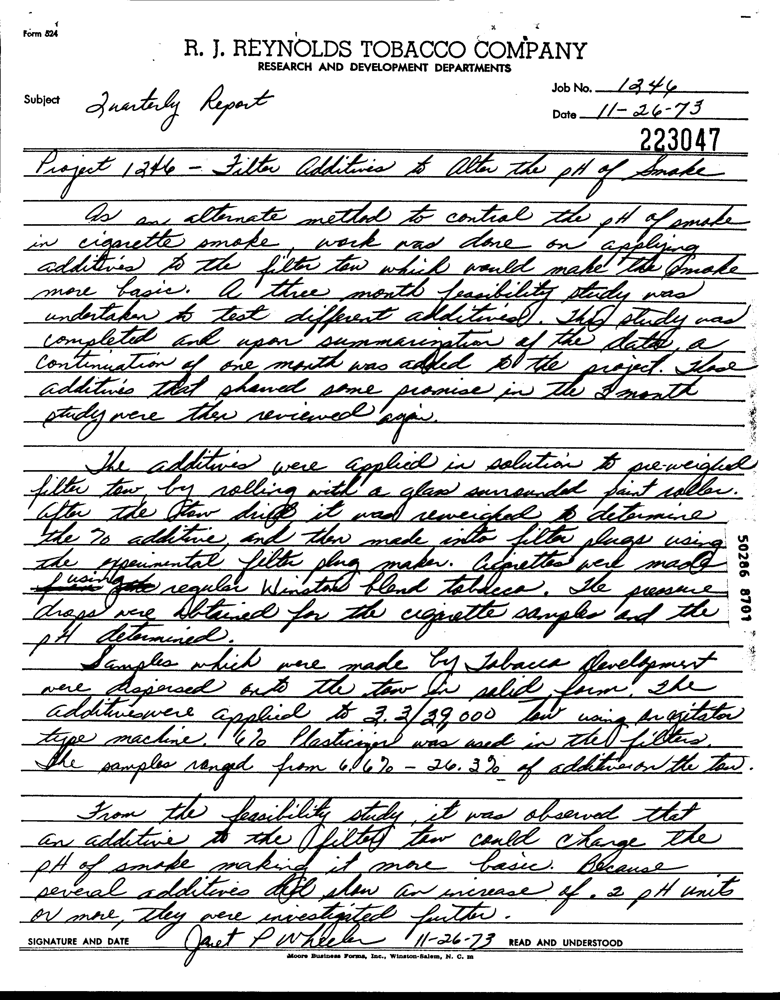 Form 524
R. J. REYNOLDS TOBACCO COMPANY
RESEARCH AND DEVELOPMENT DEPARTMENTS
Subject Quarterly Report
Job No. 1246
Date 11-26-73
223047
Project 1246 - Filter Additives to Alter the pH of Smoke
As an alternate method to control the pH of smoke
in cigarette smoke, work was done on applying
additives to the filter tow which would make the smoke
more basic. A three month feasibility study was
undertaken to test different additives. This study was
completed and upon summarization of the data, a
continuation of one month was added to the project. Those
additives that showed some promise in the 3 month
study were then reviewed again.
The additives were applied in solution to pre-weighed
filter tow by rolling with a glass surrounded paint roller.
After the tow dried it was reweighed to determine
the % additive, and then made into filter plugs using
the experimental filter plug maker. Cigarettes were made
using regular Winston blend tobacco. The pressure
drops were obtained for the cigarette samples and the
pH determined.
Samples which were made by Tobacco Development
were dispersed onto the tow in solid form. The
additives were applied to 3.3/39,000 tow using an agitator
type machine. 6% Plasticizer was used in the filters.
The samples ranged from 6.6% - 26.3% of additive on the tow.
From the feasibility study, it was observed that
an additive to the filter tow could change the
pH of smoke making it more basic. Because
several additives did show an increase of .2 pH units
or more, they were investigated further.
SIGNATURE AND DATE Janet P Wheeler 11-26-73 READ AND UNDERSTOOD
Moore Business Forms, Inc., Winston-Salem, N. C. m
50286 8701